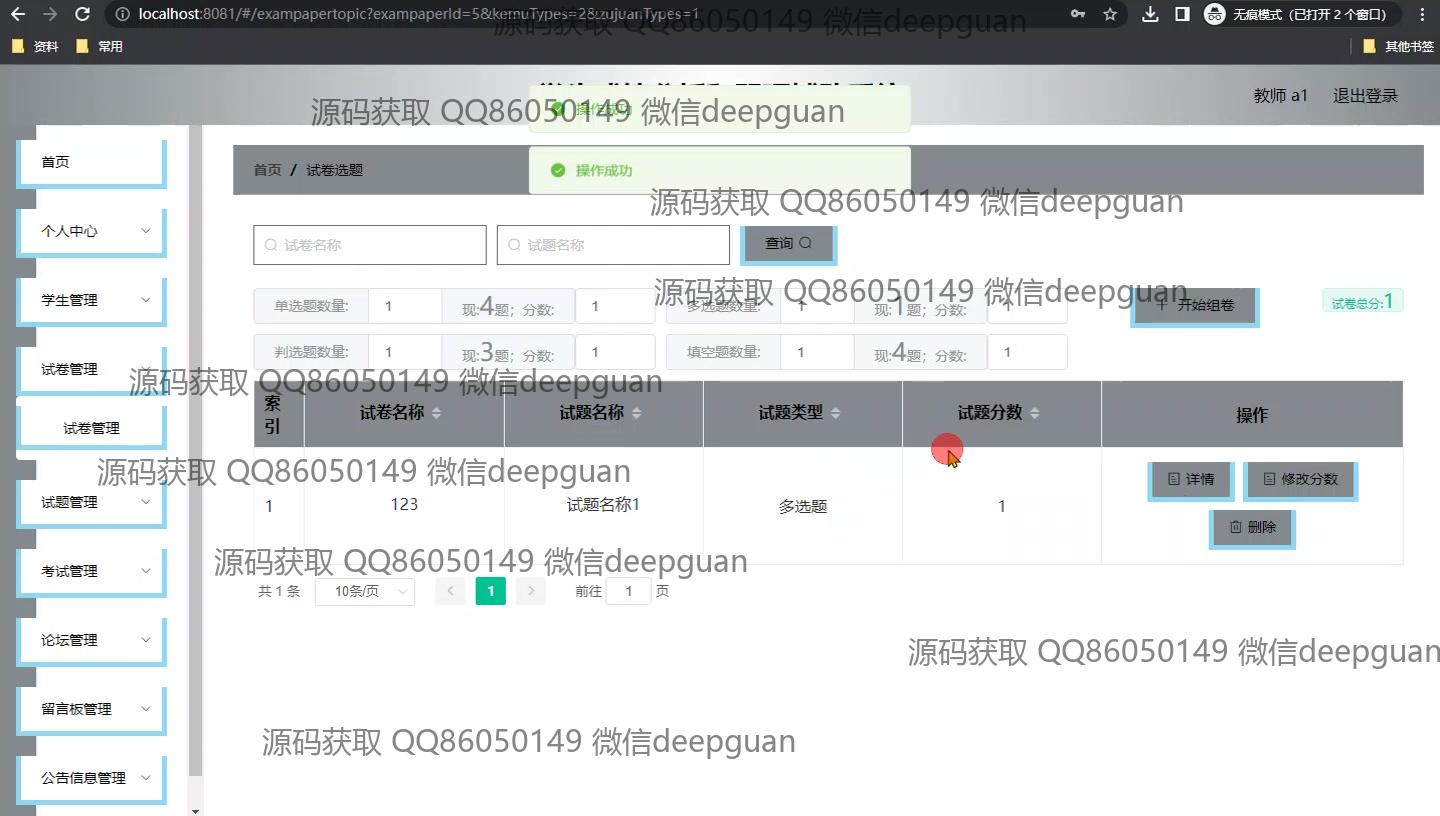 localhost:8081/#/exampapertopic?exampaperId=5&kemuTypes=2&zujuanTypes=1
无痕模式（已打开 2 个窗口）
资料
常用
其他书签
源码获取 QQ86050149 微信deepguan
教师 a1
退出登录
操作成功
源码获取 QQ86050149 微信deepguan
首页
首页 / 试卷选题
操作成功
源码获取 QQ86050149 微信deepguan
个人中心
试卷名称
试题名称
查询
源码获取 QQ86050149 微信deepguan
学生管理
单选题数量:
1
现:4题；分数:
1
多选题数量:
1
现:1题；分数:
1
开始组卷
试卷总分:1
判选题数量:
1
现:3题；分数:
1
填空题数量:
1
现:4题；分数:
1
试卷管理
源码获取 QQ86050149 微信deepguan
索引
试卷名称
试题名称
试题类型
试题分数
操作
试卷管理
源码获取 QQ86050149 微信deepguan
试题管理
1
123
试题名称1
多选题
1
详情
修改分数
删除
源码获取 QQ86050149 微信deepguan
考试管理
共 1 条
10条/页
1
前往
1
页
论坛管理
源码获取 QQ86050149 微信deepguan
留言板管理
源码获取 QQ86050149 微信deepguan
公告信息管理